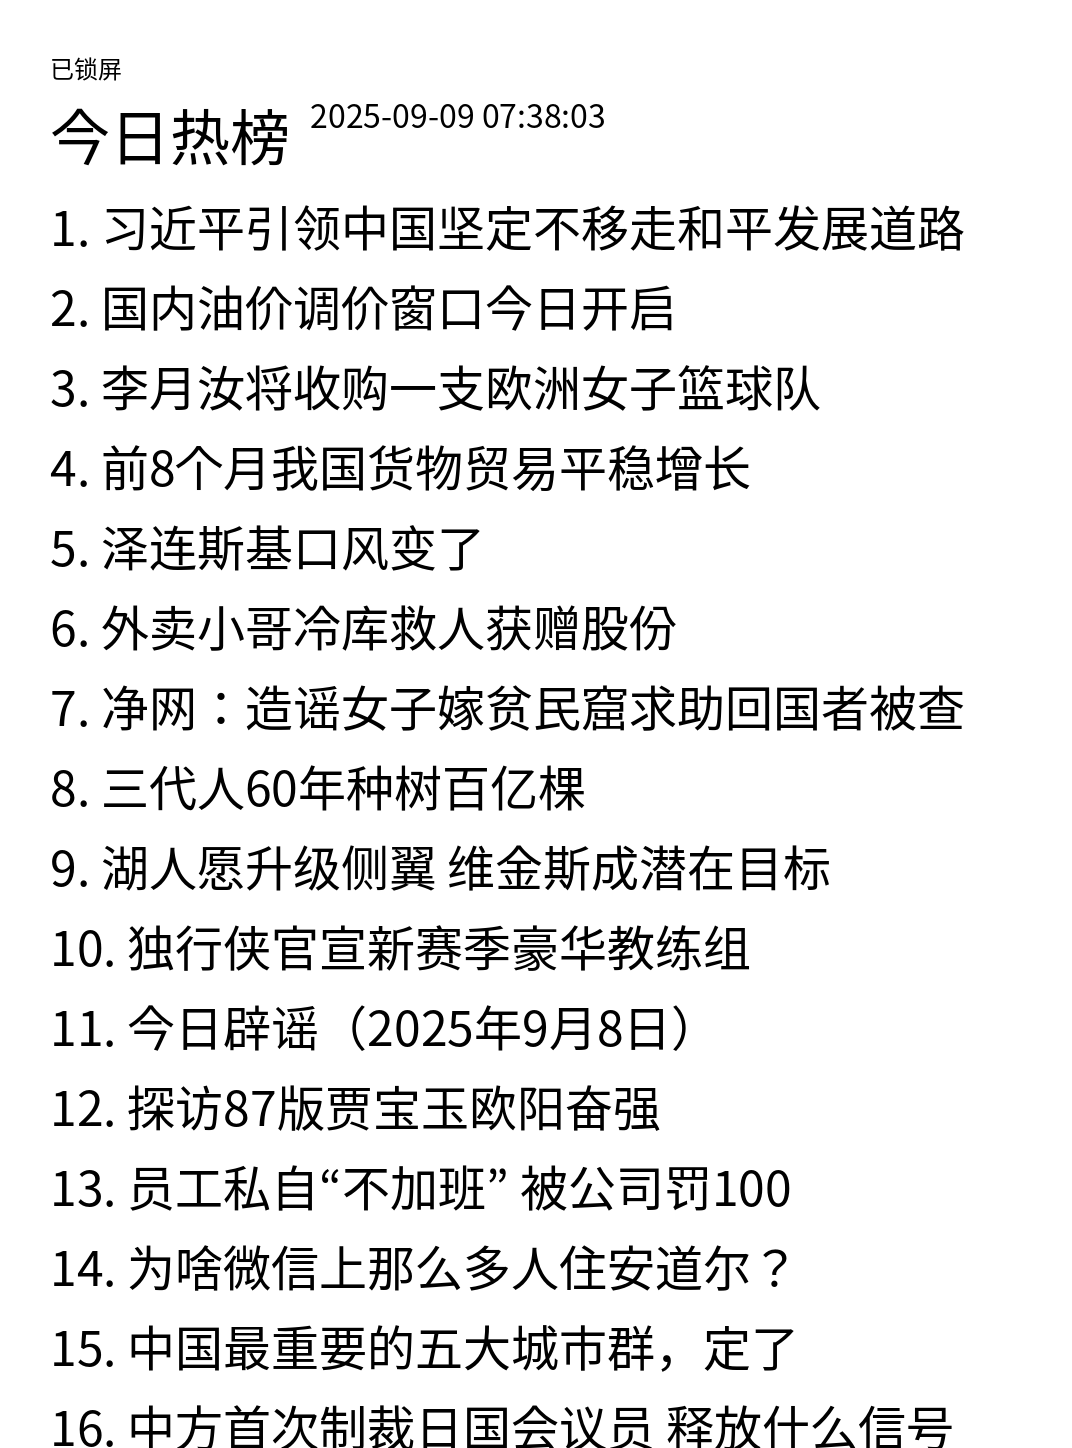 已锁屏
今日热榜 2025-09-09 07:38:03
1. 习近平引领中国坚定不移走和平发展道路
2. 国内油价调价窗口今日开启
3. 李月汝将收购一支欧洲女子篮球队
4. 前8个月我国货物贸易平稳增长
5. 泽连斯基口风变了
6. 外卖小哥冷库救人获赠股份
7. 净网：造谣女子嫁贫民窟求助回国者被查
8. 三代人60年种树百亿棵
9. 湖人愿升级侧翼 维金斯成潜在目标
10. 独行侠官宣新赛季豪华教练组
11. 今日辟谣（2025年9月8日）
12. 探访87版贾宝玉欧阳奋强
13. 员工私自“不加班” 被公司罚100
14. 为啥微信上那么多人住安道尔？
15. 中国最重要的五大城市群，定了
16. 中方首次制裁日国会议员 释放什么信号